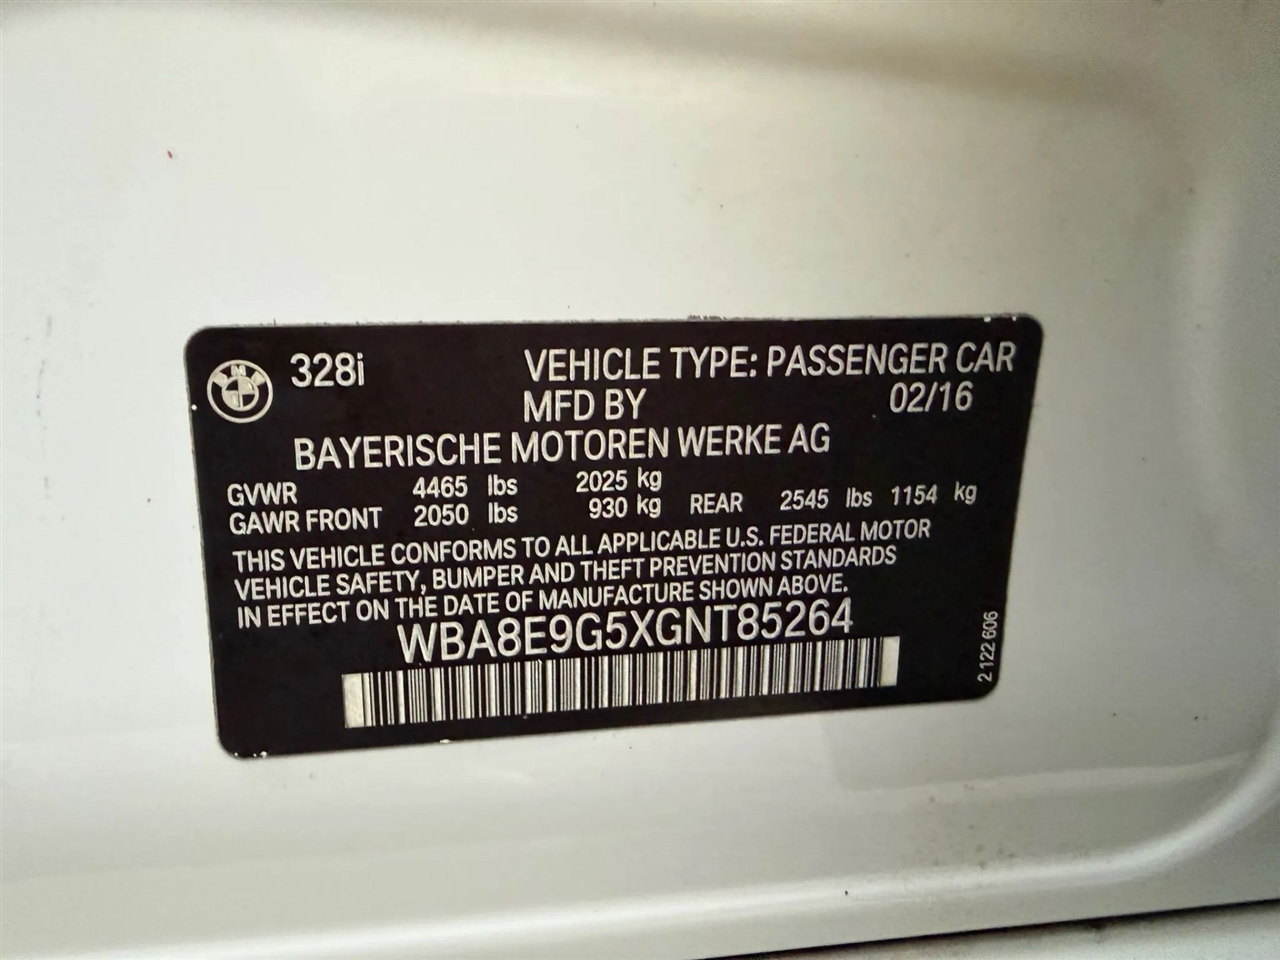 BMW
328i VEHICLE TYPE: PASSENGER CAR
MFD BY 02/16
BAYERISCHE MOTOREN WERKE AG
GVWR 4465 lbs 2025 kg
GAWR FRONT 2050 lbs 930 kg REAR 2545 lbs 1154 kg
THIS VEHICLE CONFORMS TO ALL APPLICABLE U.S. FEDERAL MOTOR
VEHICLE SAFETY, BUMPER AND THEFT PREVENTION STANDARDS
IN EFFECT ON THE DATE OF MANUFACTURE SHOWN ABOVE.
WBA8E9G5XGNT85264
2 122 606